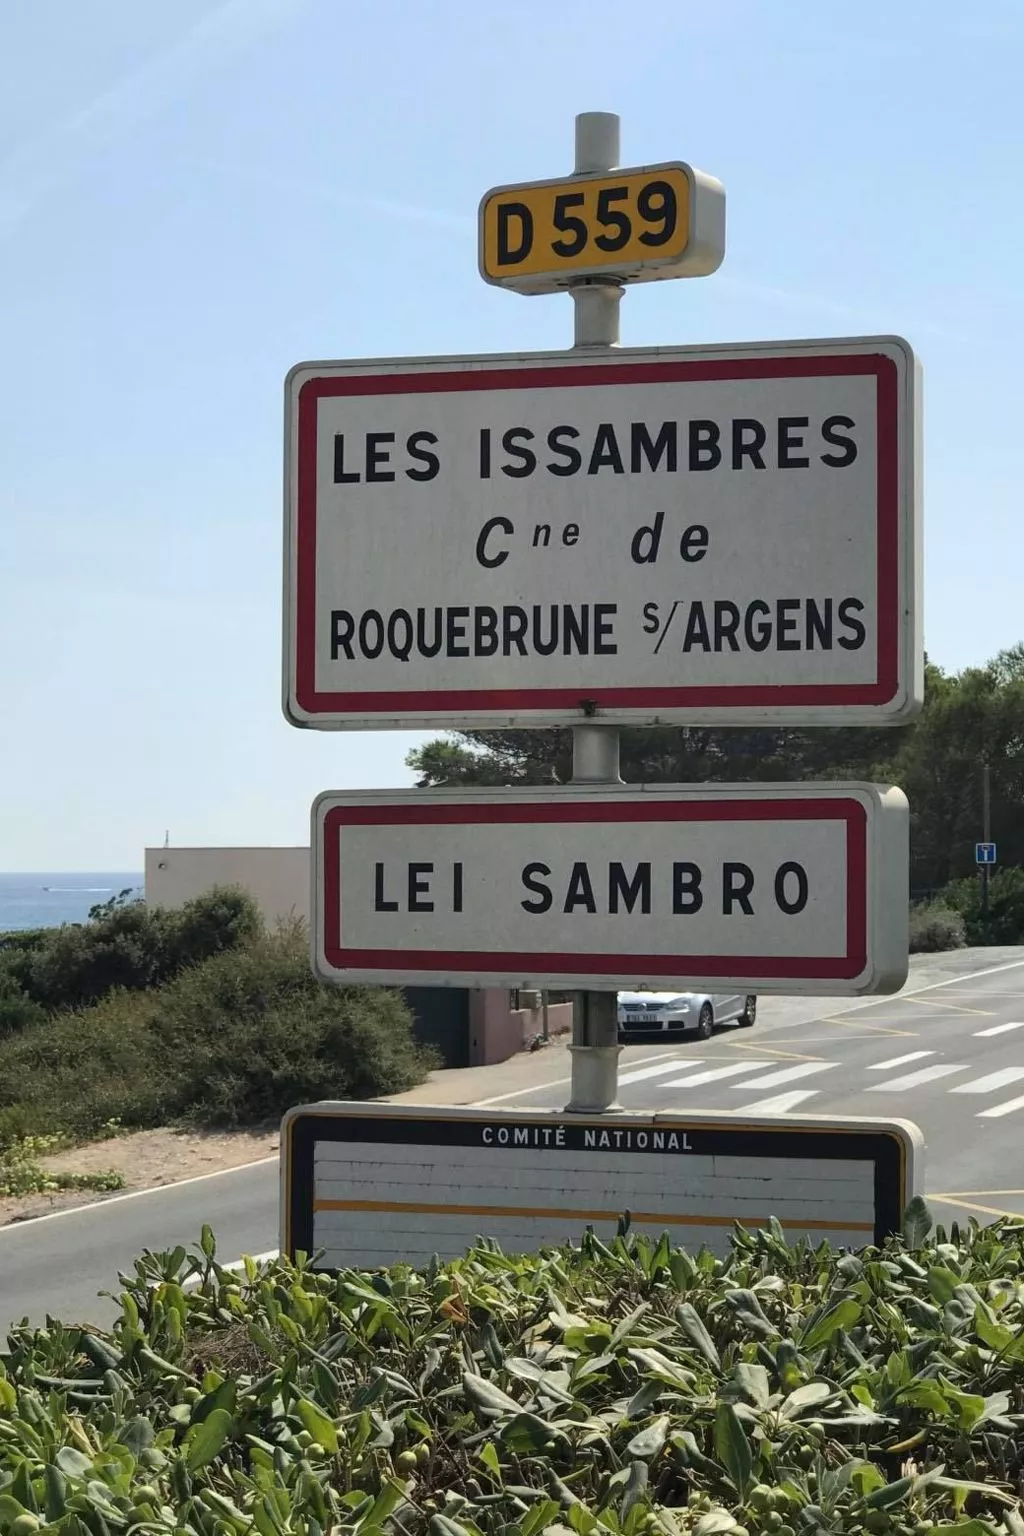 D 559
LES ISSAMBRES
Cⁿᵉ de
ROQUEBRUNE S/ARGENS
LEI SAMBRO
COMITÉ NATIONAL